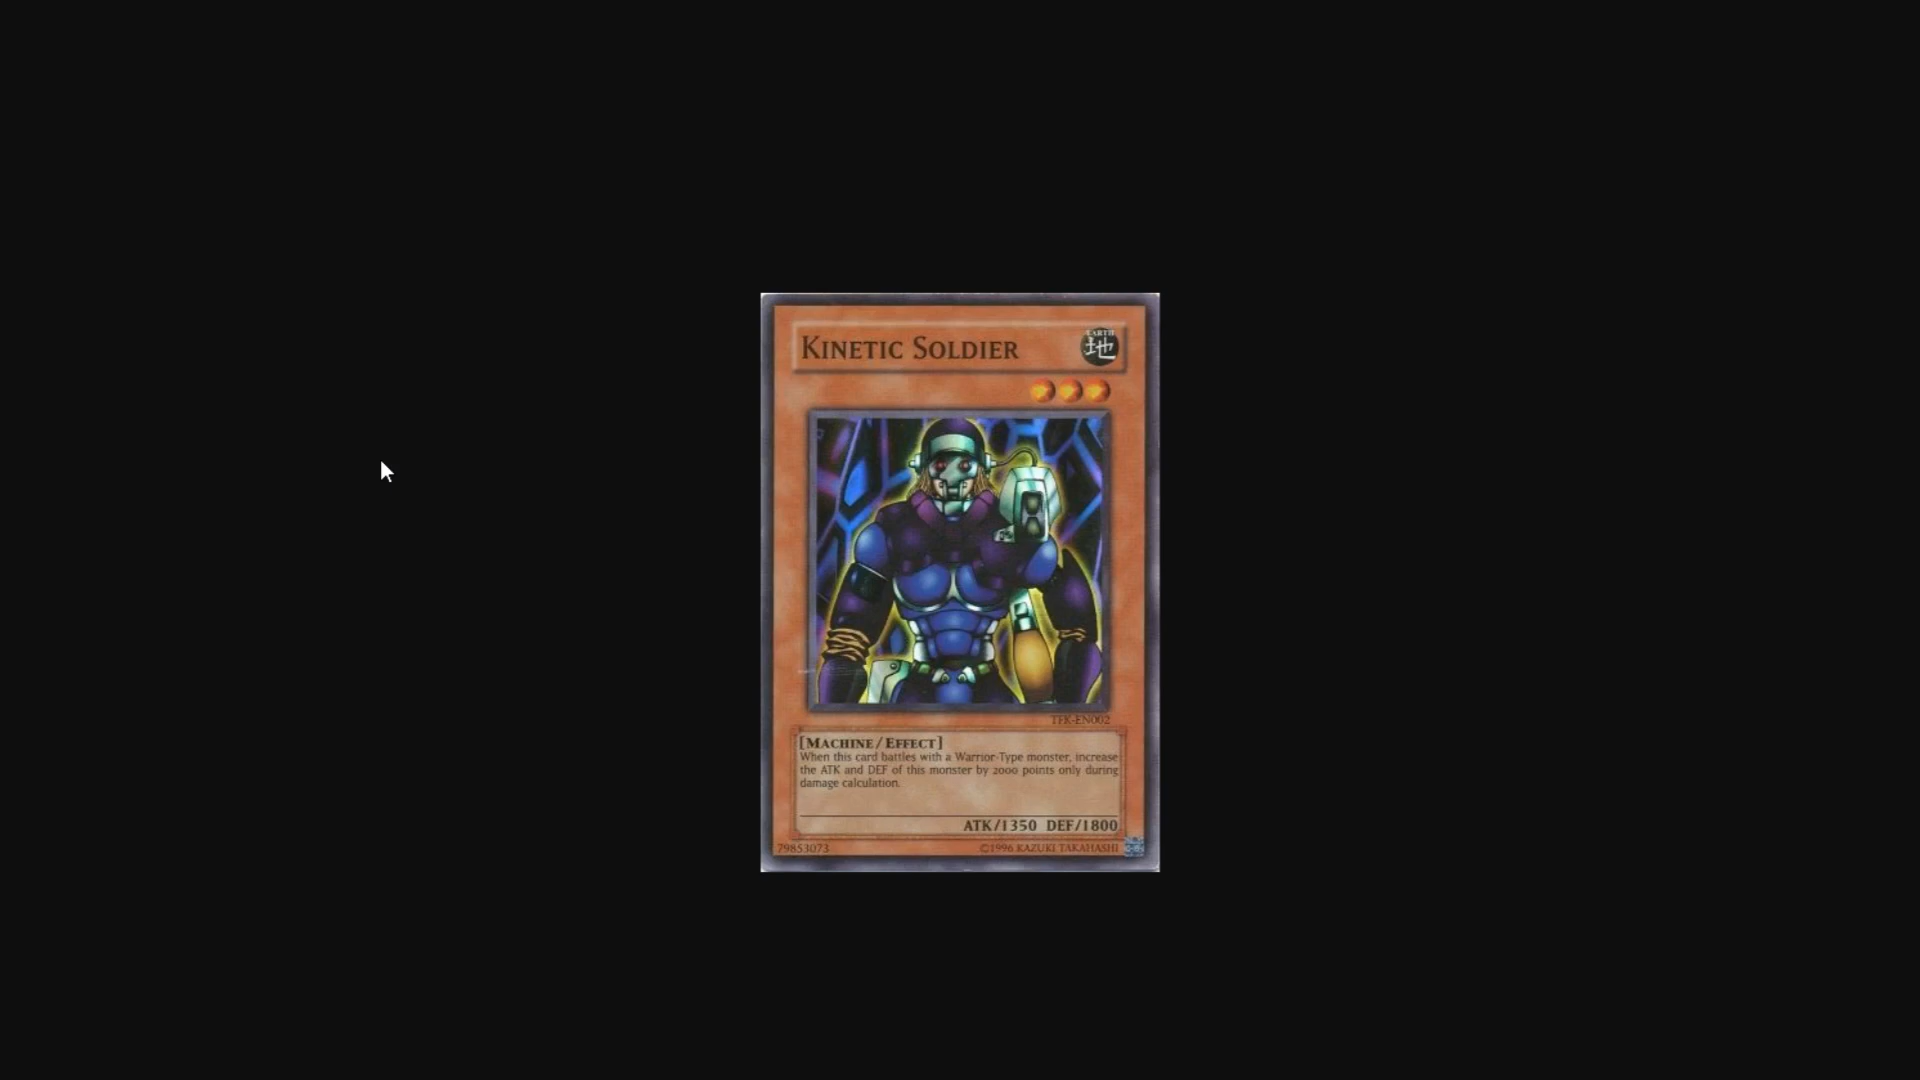 KINETIC SOLDIER
EARTH
地
TFK-EN002
[MACHINE/EFFECT]
When this card battles with a Warrior-Type monster, increase
the ATK and DEF of this monster by 2000 points only during
damage calculation.
ATK/1350 DEF/1800
79853073
©1996 KAZUKI TAKAHASHI